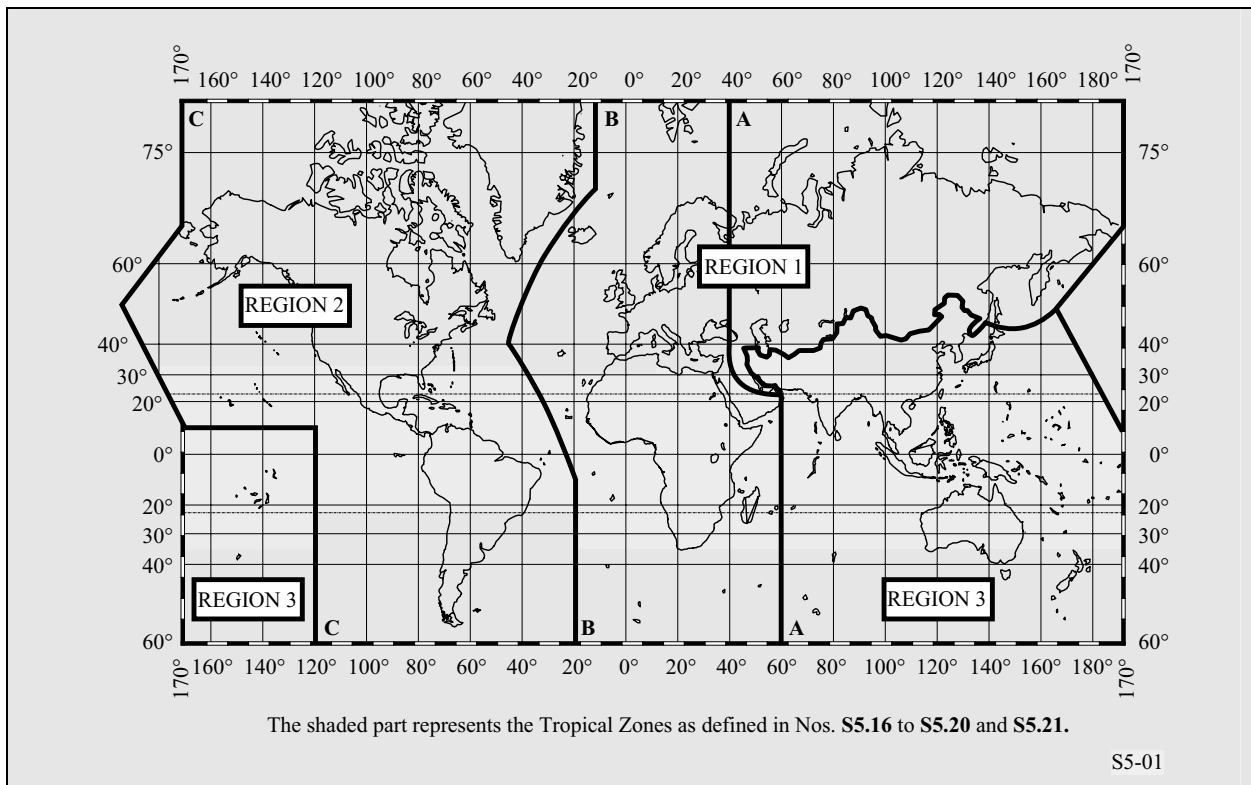 170° 160° 140° 120° 100° 80° 60° 40° 20° 0° 20° 40° 60° 80° 100° 120° 140° 160° 180° 170°
C B A
75° 75°
60° REGION 1 60°
REGION 2
40° 40°
30° 30°
20° 20°
0° 0°
20° 20°
30° 30°
40° 40°
REGION 3 REGION 3
C B A
60° 60°
170° 160° 140° 120° 100° 80° 60° 40° 20° 0° 20° 40° 60° 80° 100° 120° 140° 160° 180° 170°
The shaded part represents the Tropical Zones as defined in Nos. S5.16 to S5.20 and S5.21.
S5-01